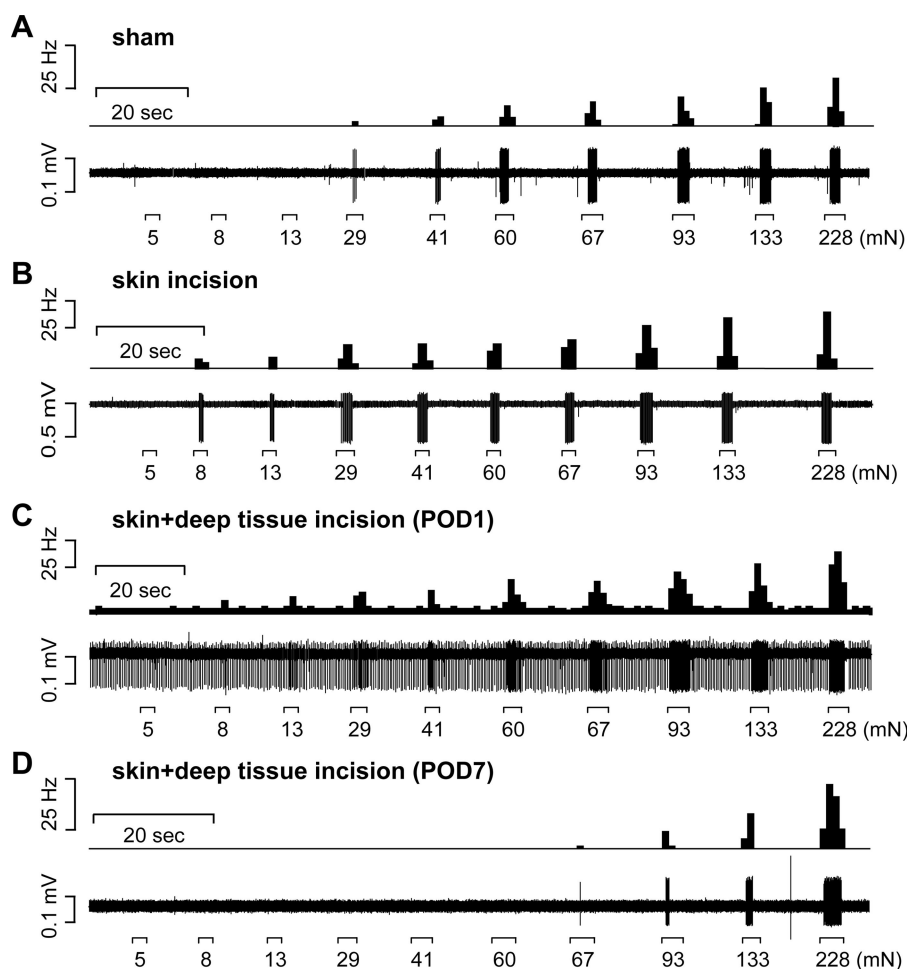 A
sham
25 Hz
20 sec
0.1 mV
5 8 13 29 41 60 67 93 133 228 (mN)
B
skin incision
25 Hz
20 sec
0.5 mV
5 8 13 29 41 60 67 93 133 228 (mN)
C
skin+deep tissue incision (POD1)
25 Hz
20 sec
0.1 mV
5 8 13 29 41 60 67 93 133 228 (mN)
D
skin+deep tissue incision (POD7)
25 Hz
20 sec
0.1 mV
5 8 13 29 41 60 67 93 133 228 (mN)